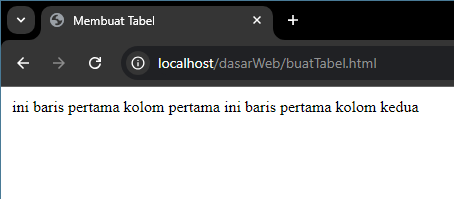 Membuat Tabel
localhost/dasarWeb/buatTabel.html
ini baris pertama kolom pertama ini baris pertama kolom kedua